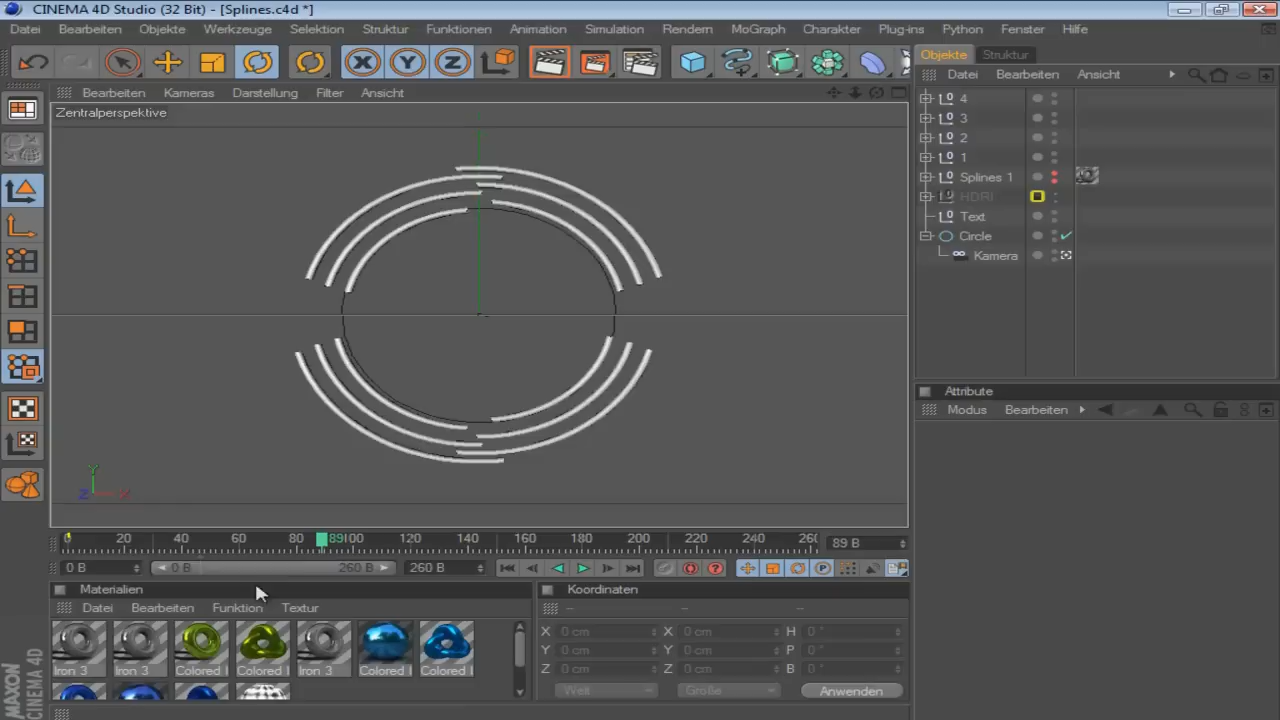 CINEMA 4D Studio (32 Bit) - [Splines.c4d *]
Datei Bearbeiten Objekte Werkzeuge Selektion Struktur Funktionen Animation Simulation Rendern MoGraph Charakter Plug-ins Python Fenster Hilfe
X Y Z
Objekte Struktur
Datei Bearbeiten Ansicht
Bearbeiten Kameras Darstellung Filter Ansicht
Zentralperspektive
4
3
2
1
Splines 1
HDRI
Text
Circle
Kamera
Attribute
Modus Bearbeiten
Y
Z X
0 20 40 60 80 89 100 120 140 160 180 200 220 240 260 89 B
0 B 0 B 260 B 260 B
Materialien
Datei Bearbeiten Funktion Textur
Iron 3 Iron 3 Colored I Colored I Iron 3 Colored I Colored I
Koordinaten
X 0 cm X 0 cm H 0 °
Y 0 cm Y 0 cm P 0 °
Z 0 cm Z 0 cm B 0 °
Welt Größe Anwenden
MAXON
CINEMA 4D